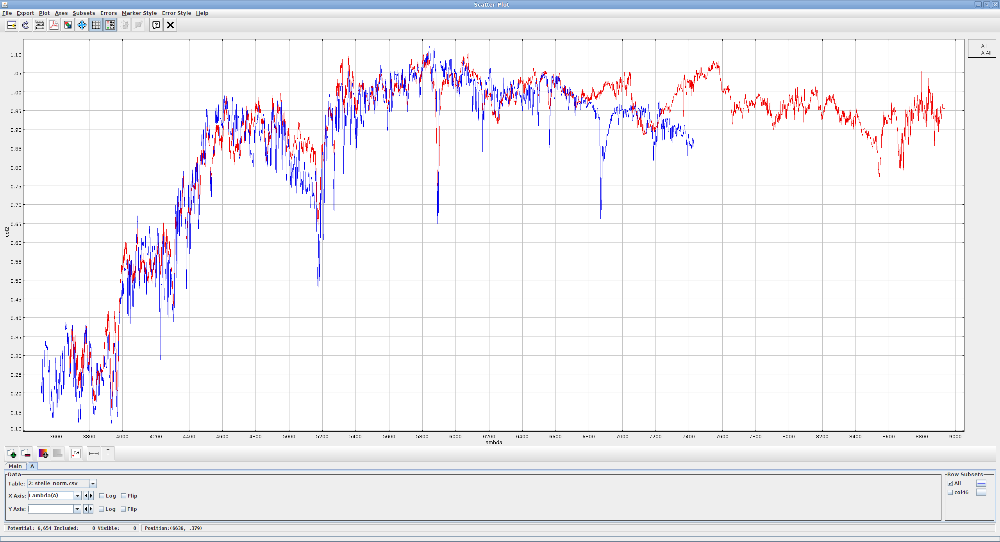 Scatter Plot
File Export Plot Axes Subsets Errors Marker Style Error Style Help
TITLE
Aa
Bb
Cc
All
A.All
1.10
1.05
1.00
0.95
0.90
0.85
0.80
0.75
0.70
0.65
0.60
0.55
0.50
0.45
0.40
0.35
0.30
0.25
0.20
0.15
0.10
col2
3600 3800 4000 4200 4400 4600 4800 5000 5200 5400 5600 5800 6000 6200 6400 6600 6800 7000 7200 7400 7600 7800 8000 8200 8400 8600 8800 9000
lambda
Txt
Main A
Data
Table: 2: stelle_norm.csv
X Axis: Lambda(A) Log Flip
Y Axis: Log Flip
Row Subsets
All
col46
Potential: 6,654 Included: 0 Visible: 0 Position:(6636, .379)